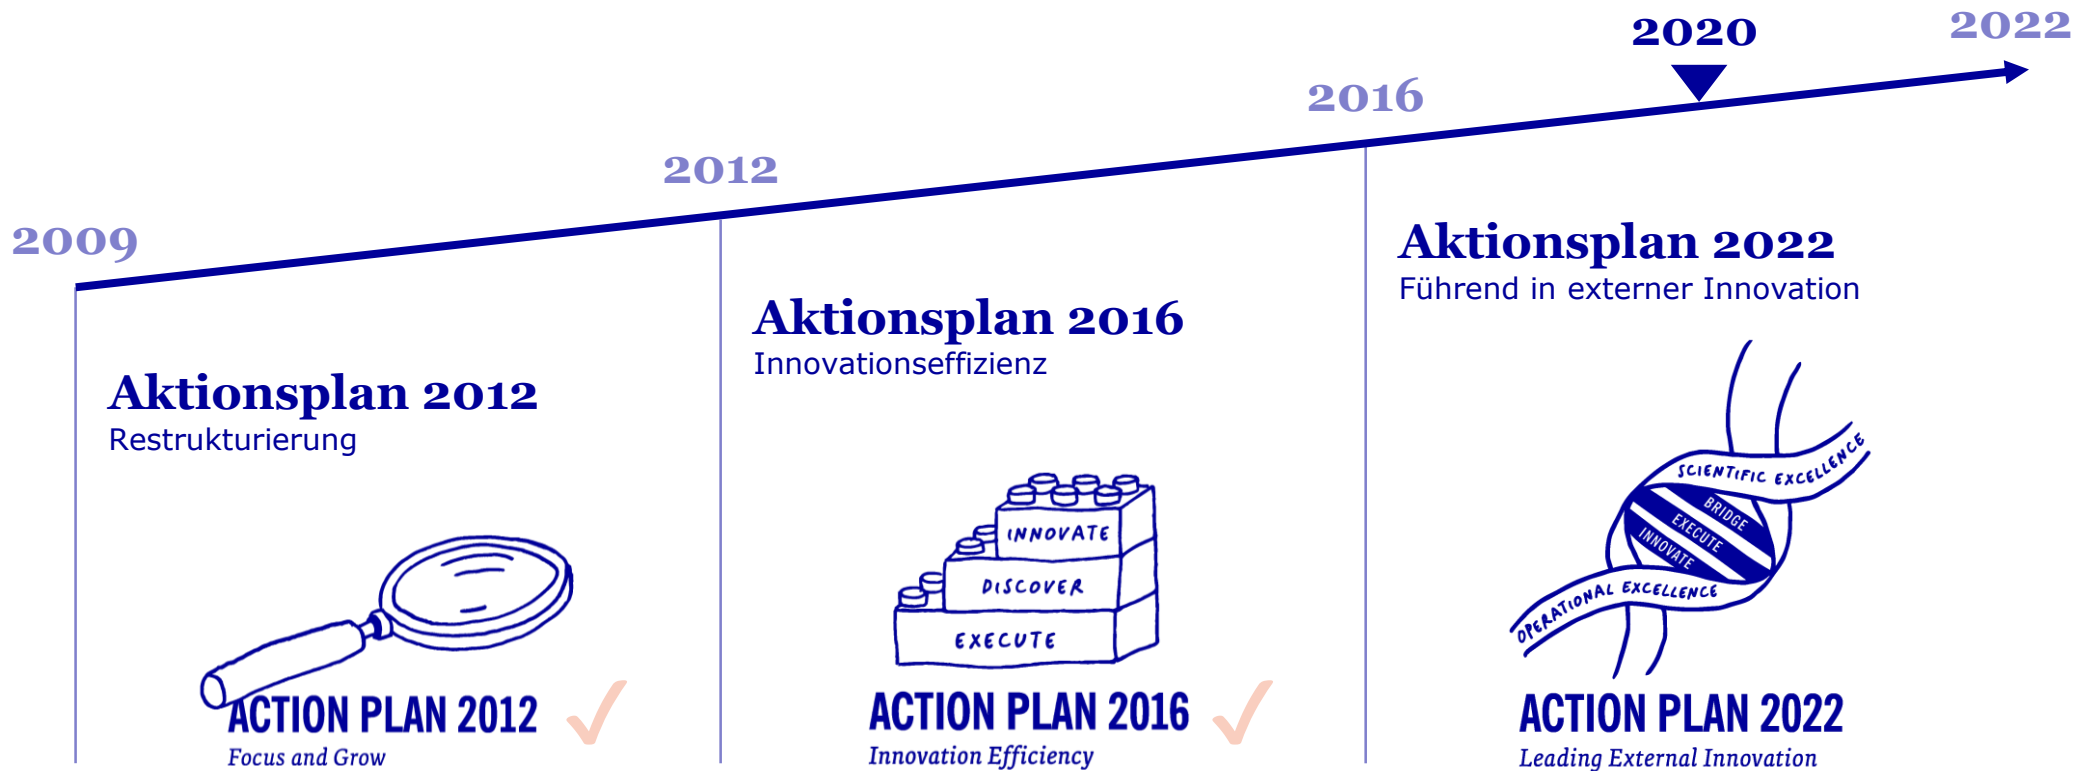 2009
2012
2016
2020
2022
Aktionsplan 2012
Restrukturierung
ACTION PLAN 2012
Focus and Grow
Aktionsplan 2016
Innovationseffizienz
INNOVATE
DISCOVER
EXECUTE
ACTION PLAN 2016
Innovation Efficiency
Aktionsplan 2022
Führend in externer Innovation
SCIENTIFIC EXCELLENCE
BRIDGE
EXECUTE
INNOVATE
OPERATIONAL EXCELLENCE
ACTION PLAN 2022
Leading External Innovation